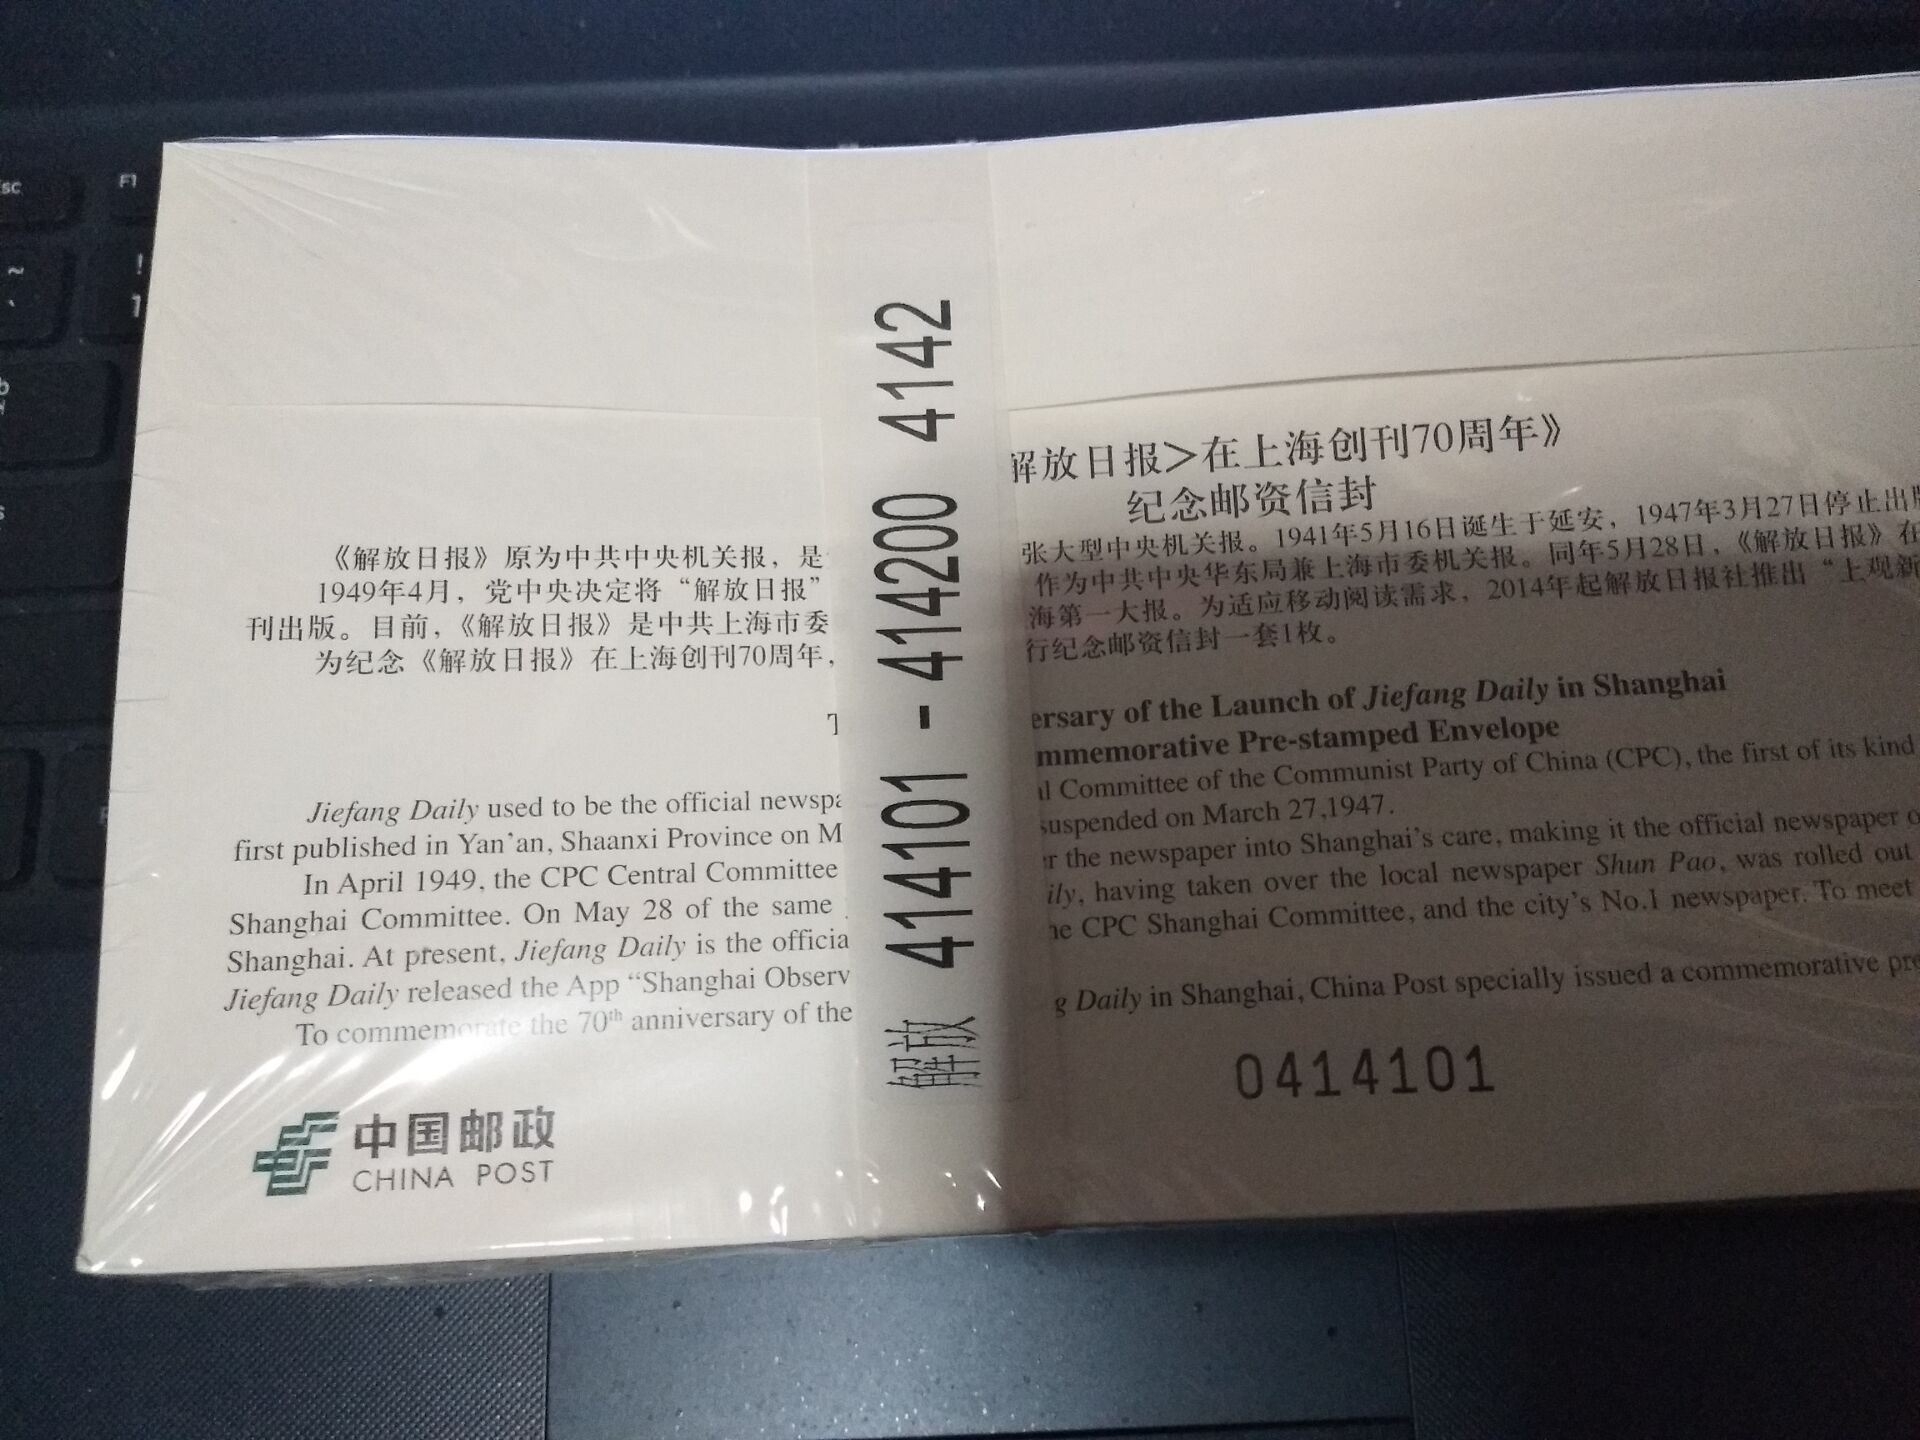 解放日报>在上海创刊70周年》
纪念邮资信封
《解放日报》原为中共中央机关报，是
张大型中央机关报。1941年5月16日诞生于延安，1947年3月27日停止出版
1949年4月，党中央决定将“解放日报”
作为中共中央华东局兼上海市委机关报。同年5月28日，《解放日报》在
刊出版。目前，《解放日报》是中共上海市委
海第一大报。为适应移动阅读需求，2014年起解放日报社推出“上观新
为纪念《解放日报》在上海创刊70周年，
行纪念邮资信封一套1枚。
ersary of the Launch of Jiefang Daily in Shanghai
mmemorative Pre-stamped Envelope
Jiefang Daily used to be the official newspa
l Committee of the Communist Party of China (CPC), the first of its kind
first published in Yan'an, Shaanxi Province on M
suspended on March 27,1947.
In April 1949, the CPC Central Committee
r the newspaper into Shanghai's care, making it the official newspaper o
Shanghai Committee. On May 28 of the same
ily, having taken over the local newspaper Shun Pao, was rolled out
Shanghai. At present, Jiefang Daily is the officia
he CPC Shanghai Committee, and the city's No.1 newspaper. To meet
Jiefang Daily released the App “Shanghai Observ
To commemorate the 70th anniversary of the
g Daily in Shanghai, China Post specially issued a commemorative pre
0414101
中国邮政
CHINA POST
解放 414101 - 414200 4142
F1